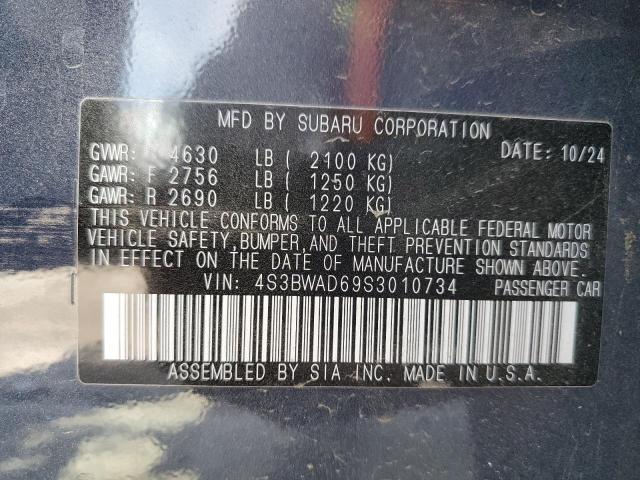 MFD BY SUBARU CORPORATION
GVWR: 4630 LB ( 2100 KG) DATE: 10/24
GAWR: F 2756 LB ( 1250 KG)
GAWR: R 2690 LB ( 1220 KG)
THIS VEHICLE CONFORMS TO ALL APPLICABLE FEDERAL MOTOR
VEHICLE SAFETY, BUMPER, AND THEFT PREVENTION STANDARDS
IN EFFECT ON THE DATE OF MANUFACTURE SHOWN ABOVE.
VIN: 4S3BWAD69S3010734 PASSENGER CAR
ASSEMBLED BY SIA INC. MADE IN U.S.A.